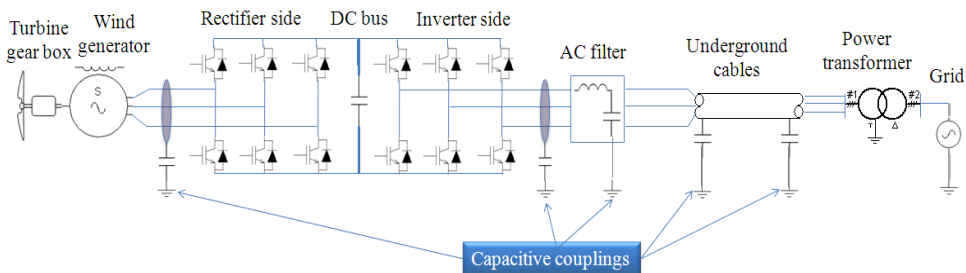 Turbine
gear box
Wind
generator
Rectifier side
DC bus
Inverter side
AC filter
Underground
cables
Power
transformer
Grid
S
#1
#2
Y
Δ
Capacitive couplings